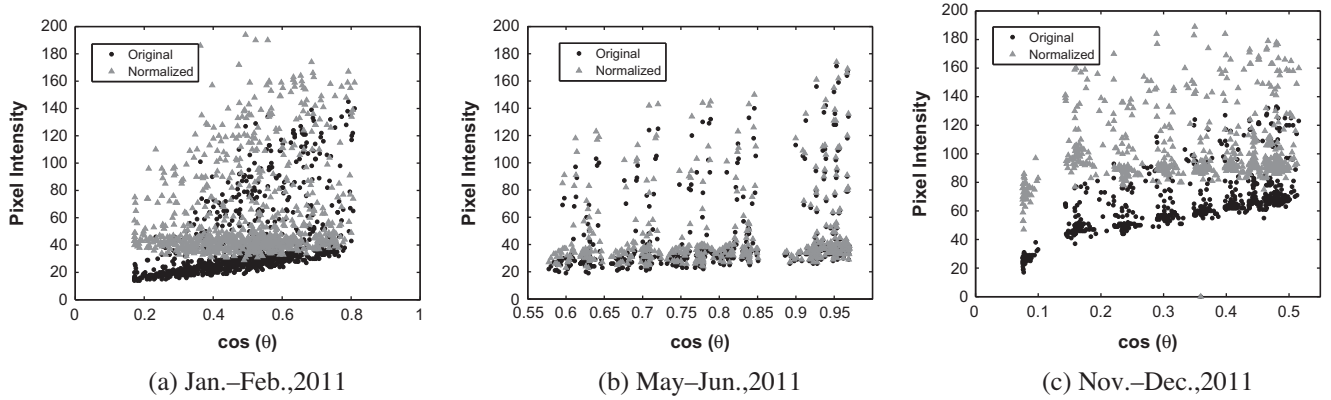 200
180
160
140
120
100
80
60
40
20
0
Original
Normalized
Pixel Intensity
0 0.2 0.4 0.6 0.8 1
cos (θ)
(a) Jan.–Feb.,2011
200
180
160
140
120
100
80
60
40
20
0
Original
Normalized
Pixel Intensity
0.55 0.6 0.65 0.7 0.75 0.8 0.85 0.9 0.95
cos (θ)
(b) May–Jun.,2011
200
180
160
140
120
100
80
60
40
20
0
Original
Normalized
Pixel Intensity
0 0.1 0.2 0.3 0.4 0.5
cos (θ)
(c) Nov.–Dec.,2011